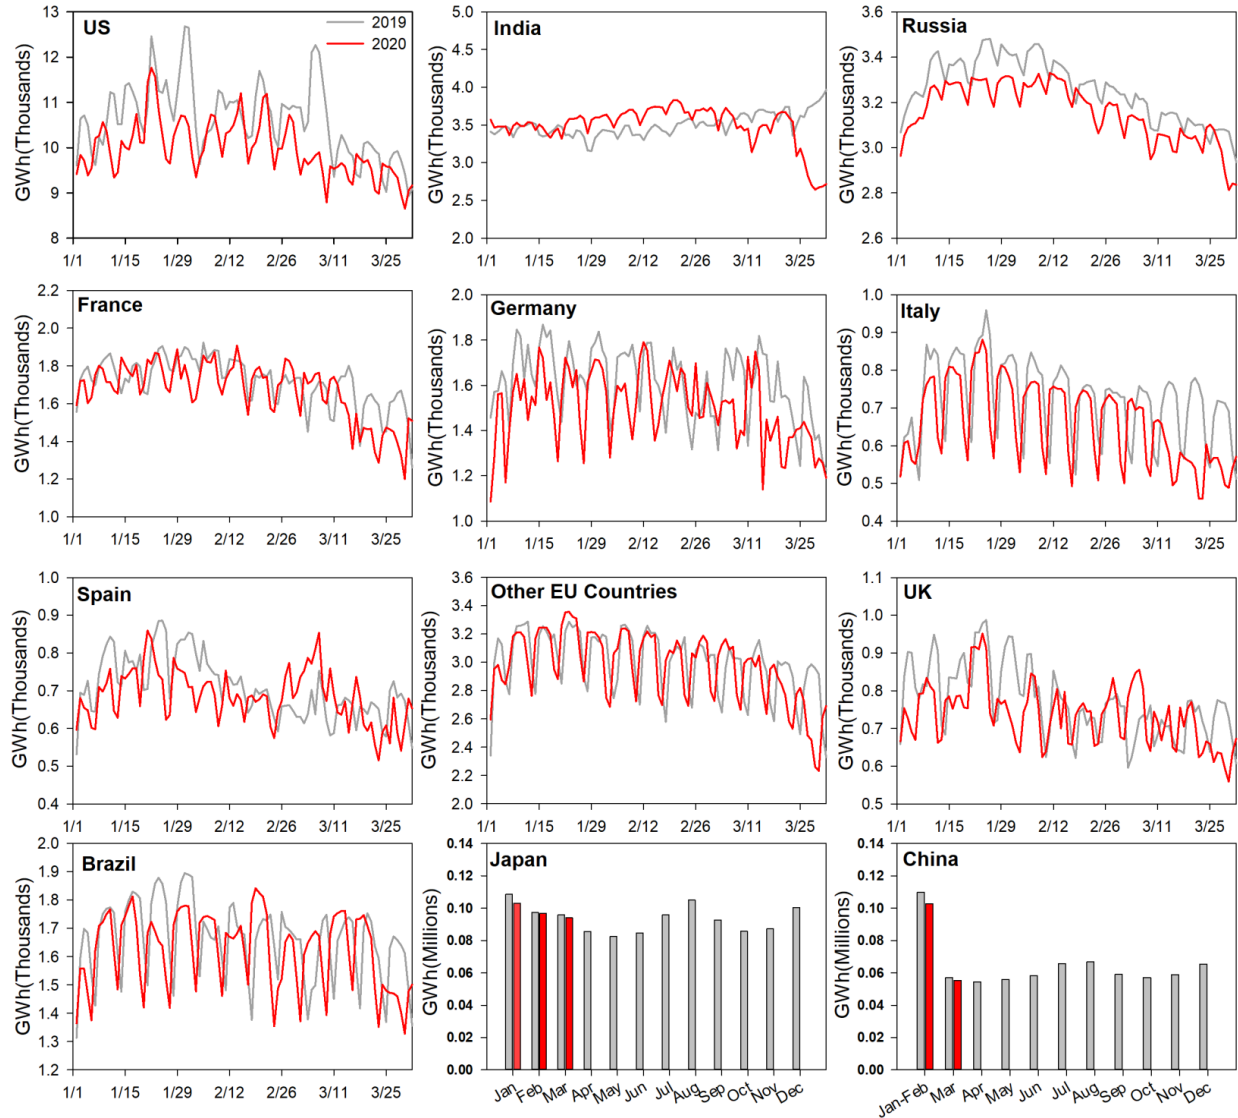 US
2019
2020
GWh(Thousands)
13
12
11
10
9
8
1/1 1/15 1/29 2/12 2/26 3/11 3/25
India
GWh(Thousands)
5.0
4.5
4.0
3.5
3.0
2.5
2.0
1/1 1/15 1/29 2/12 2/26 3/11 3/25
Russia
GWh(Thousands)
3.6
3.4
3.2
3.0
2.8
2.6
1/1 1/15 1/29 2/12 2/26 3/11 3/25
France
GWh(Thousands)
2.2
2.0
1.8
1.6
1.4
1.2
1.0
1/1 1/15 1/29 2/12 2/26 3/11 3/25
Germany
GWh(Thousands)
2.0
1.8
1.6
1.4
1.2
1.0
1/1 1/15 1/29 2/12 2/26 3/11 3/25
Italy
GWh(Thousands)
1.0
0.9
0.8
0.7
0.6
0.5
0.4
1/1 1/15 1/29 2/12 2/26 3/11 3/25
Spain
GWh(Thousands)
1.0
0.9
0.8
0.7
0.6
0.5
0.4
1/1 1/15 1/29 2/12 2/26 3/11 3/25
Other EU Countries
GWh(Thousands)
3.6
3.4
3.2
3.0
2.8
2.6
2.4
2.2
2.0
1/1 1/15 1/29 2/12 2/26 3/11 3/25
UK
GWh(Thousands)
1.1
1.0
0.9
0.8
0.7
0.6
0.5
1/1 1/15 1/29 2/12 2/26 3/11 3/25
Brazil
GWh(Thousands)
2.0
1.9
1.8
1.7
1.6
1.5
1.4
1.3
1.2
1/1 1/15 1/29 2/12 2/26 3/11 3/25
Japan
GWh(Millions)
0.14
0.12
0.10
0.08
0.06
0.04
0.02
0.00
Jan Feb Mar Apr May Jun Jul Aug Sep Oct Nov Dec
China
GWh(Millions)
0.14
0.12
0.10
0.08
0.06
0.04
0.02
0.00
Jan-Feb Mar Apr May Jun Jul Aug Sep Oct Nov Dec